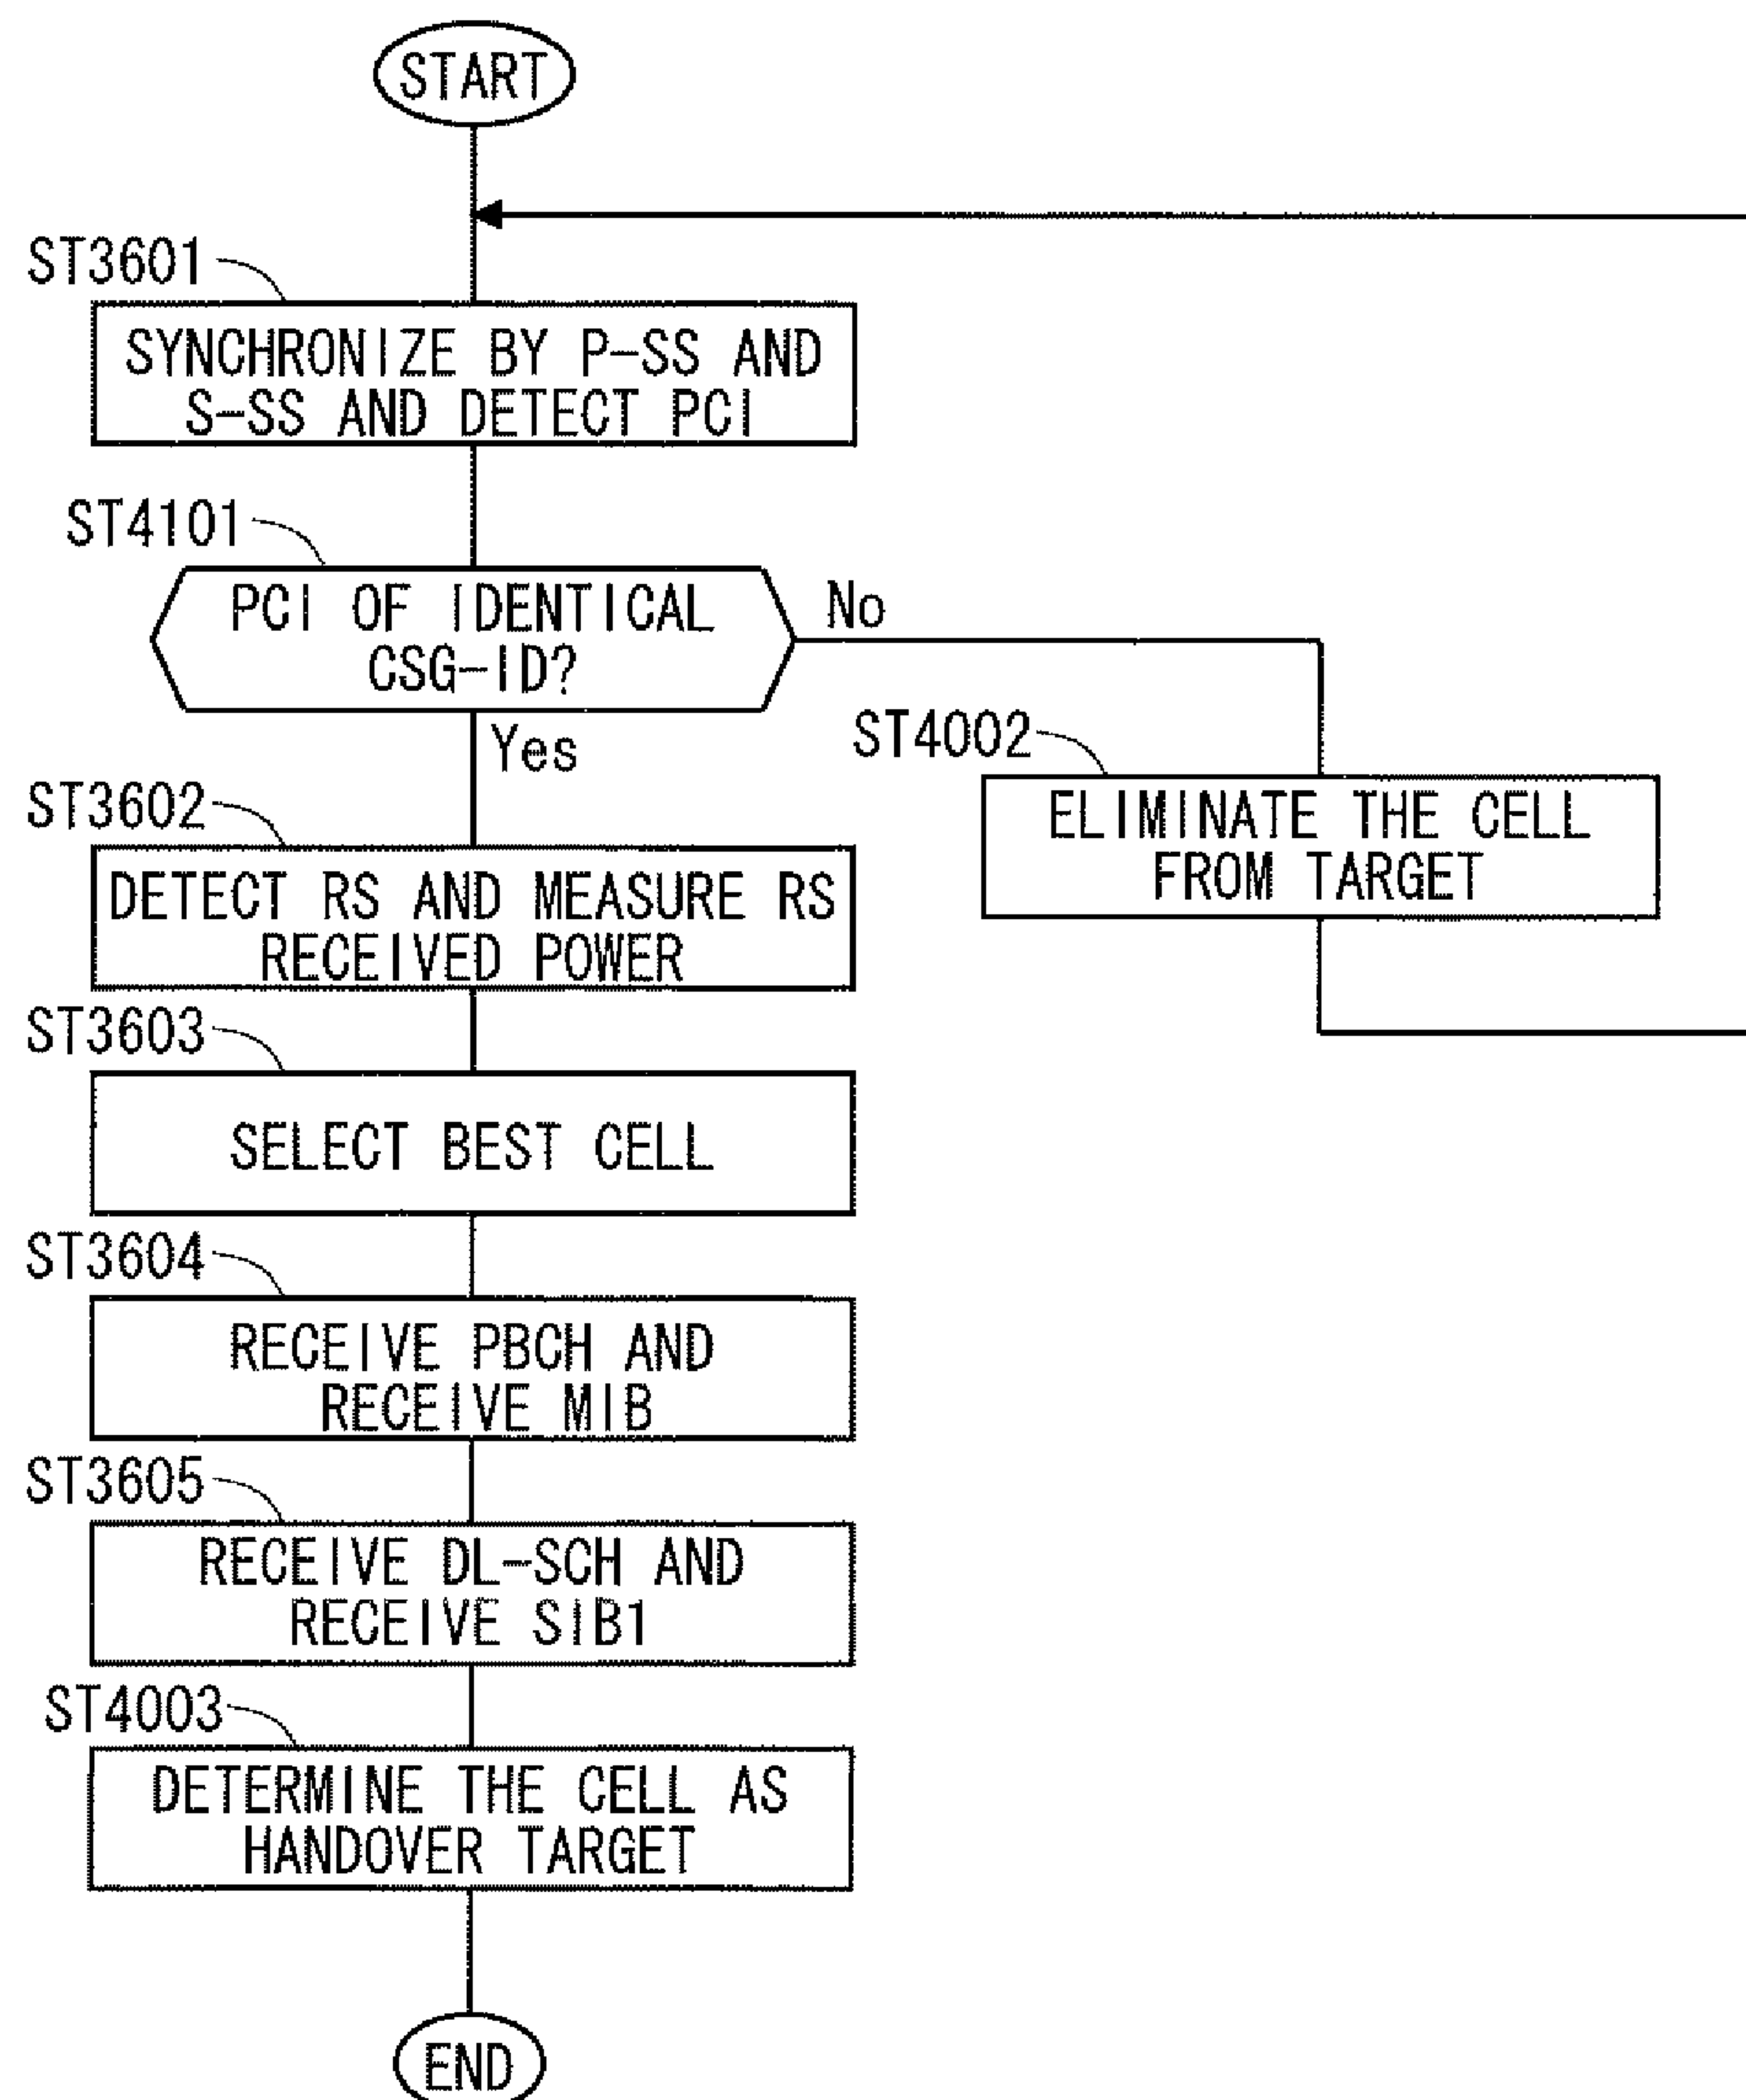 START
ST3601
SYNCHRONIZE BY P-SS AND
S-SS AND DETECT PCI
ST4101
PCI OF IDENTICAL
CSG-ID?
No
Yes
ST4002
ELIMINATE THE CELL
FROM TARGET
ST3602
DETECT RS AND MEASURE RS
RECEIVED POWER
ST3603
SELECT BEST CELL
ST3604
RECEIVE PBCH AND
RECEIVE MIB
ST3605
RECEIVE DL-SCH AND
RECEIVE SIB1
ST4003
DETERMINE THE CELL AS
HANDOVER TARGET
END